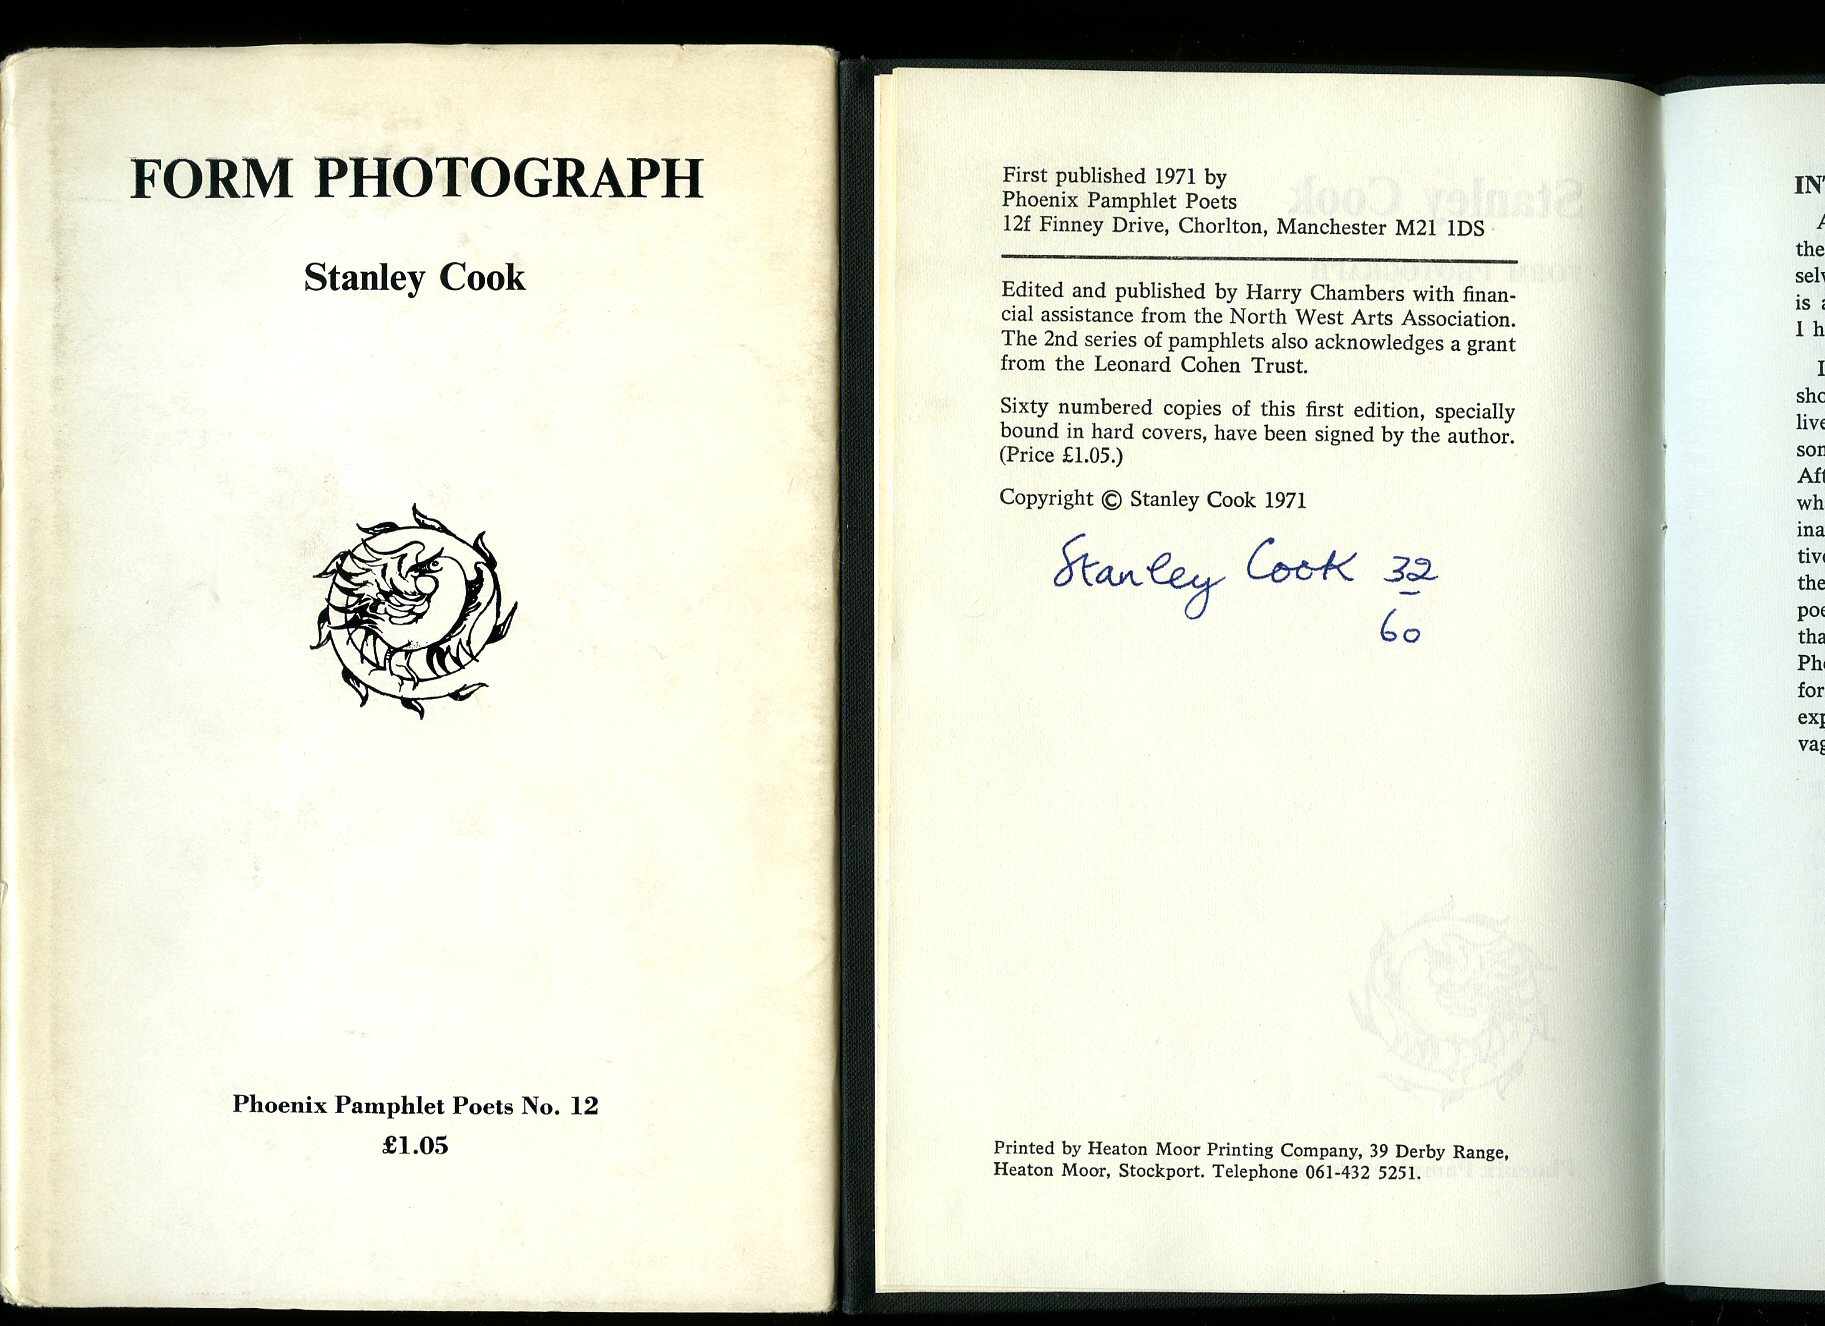 FORM PHOTOGRAPH
Stanley Cook
Phoenix Pamphlet Poets No. 12
£1.05
First published 1971 by
Phoenix Pamphlet Poets
12f Finney Drive, Chorlton, Manchester M21 1DS
Edited and published by Harry Chambers with finan-
cial assistance from the North West Arts Association.
The 2nd series of pamphlets also acknowledges a grant
from the Leonard Cohen Trust.
Sixty numbered copies of this first edition, specially
bound in hard covers, have been signed by the author.
(Price £1.05.)
Copyright © Stanley Cook 1971
Stanley Cook 32
60
Printed by Heaton Moor Printing Company, 39 Derby Range,
Heaton Moor, Stockport. Telephone 061-432 5251.
the
is
I